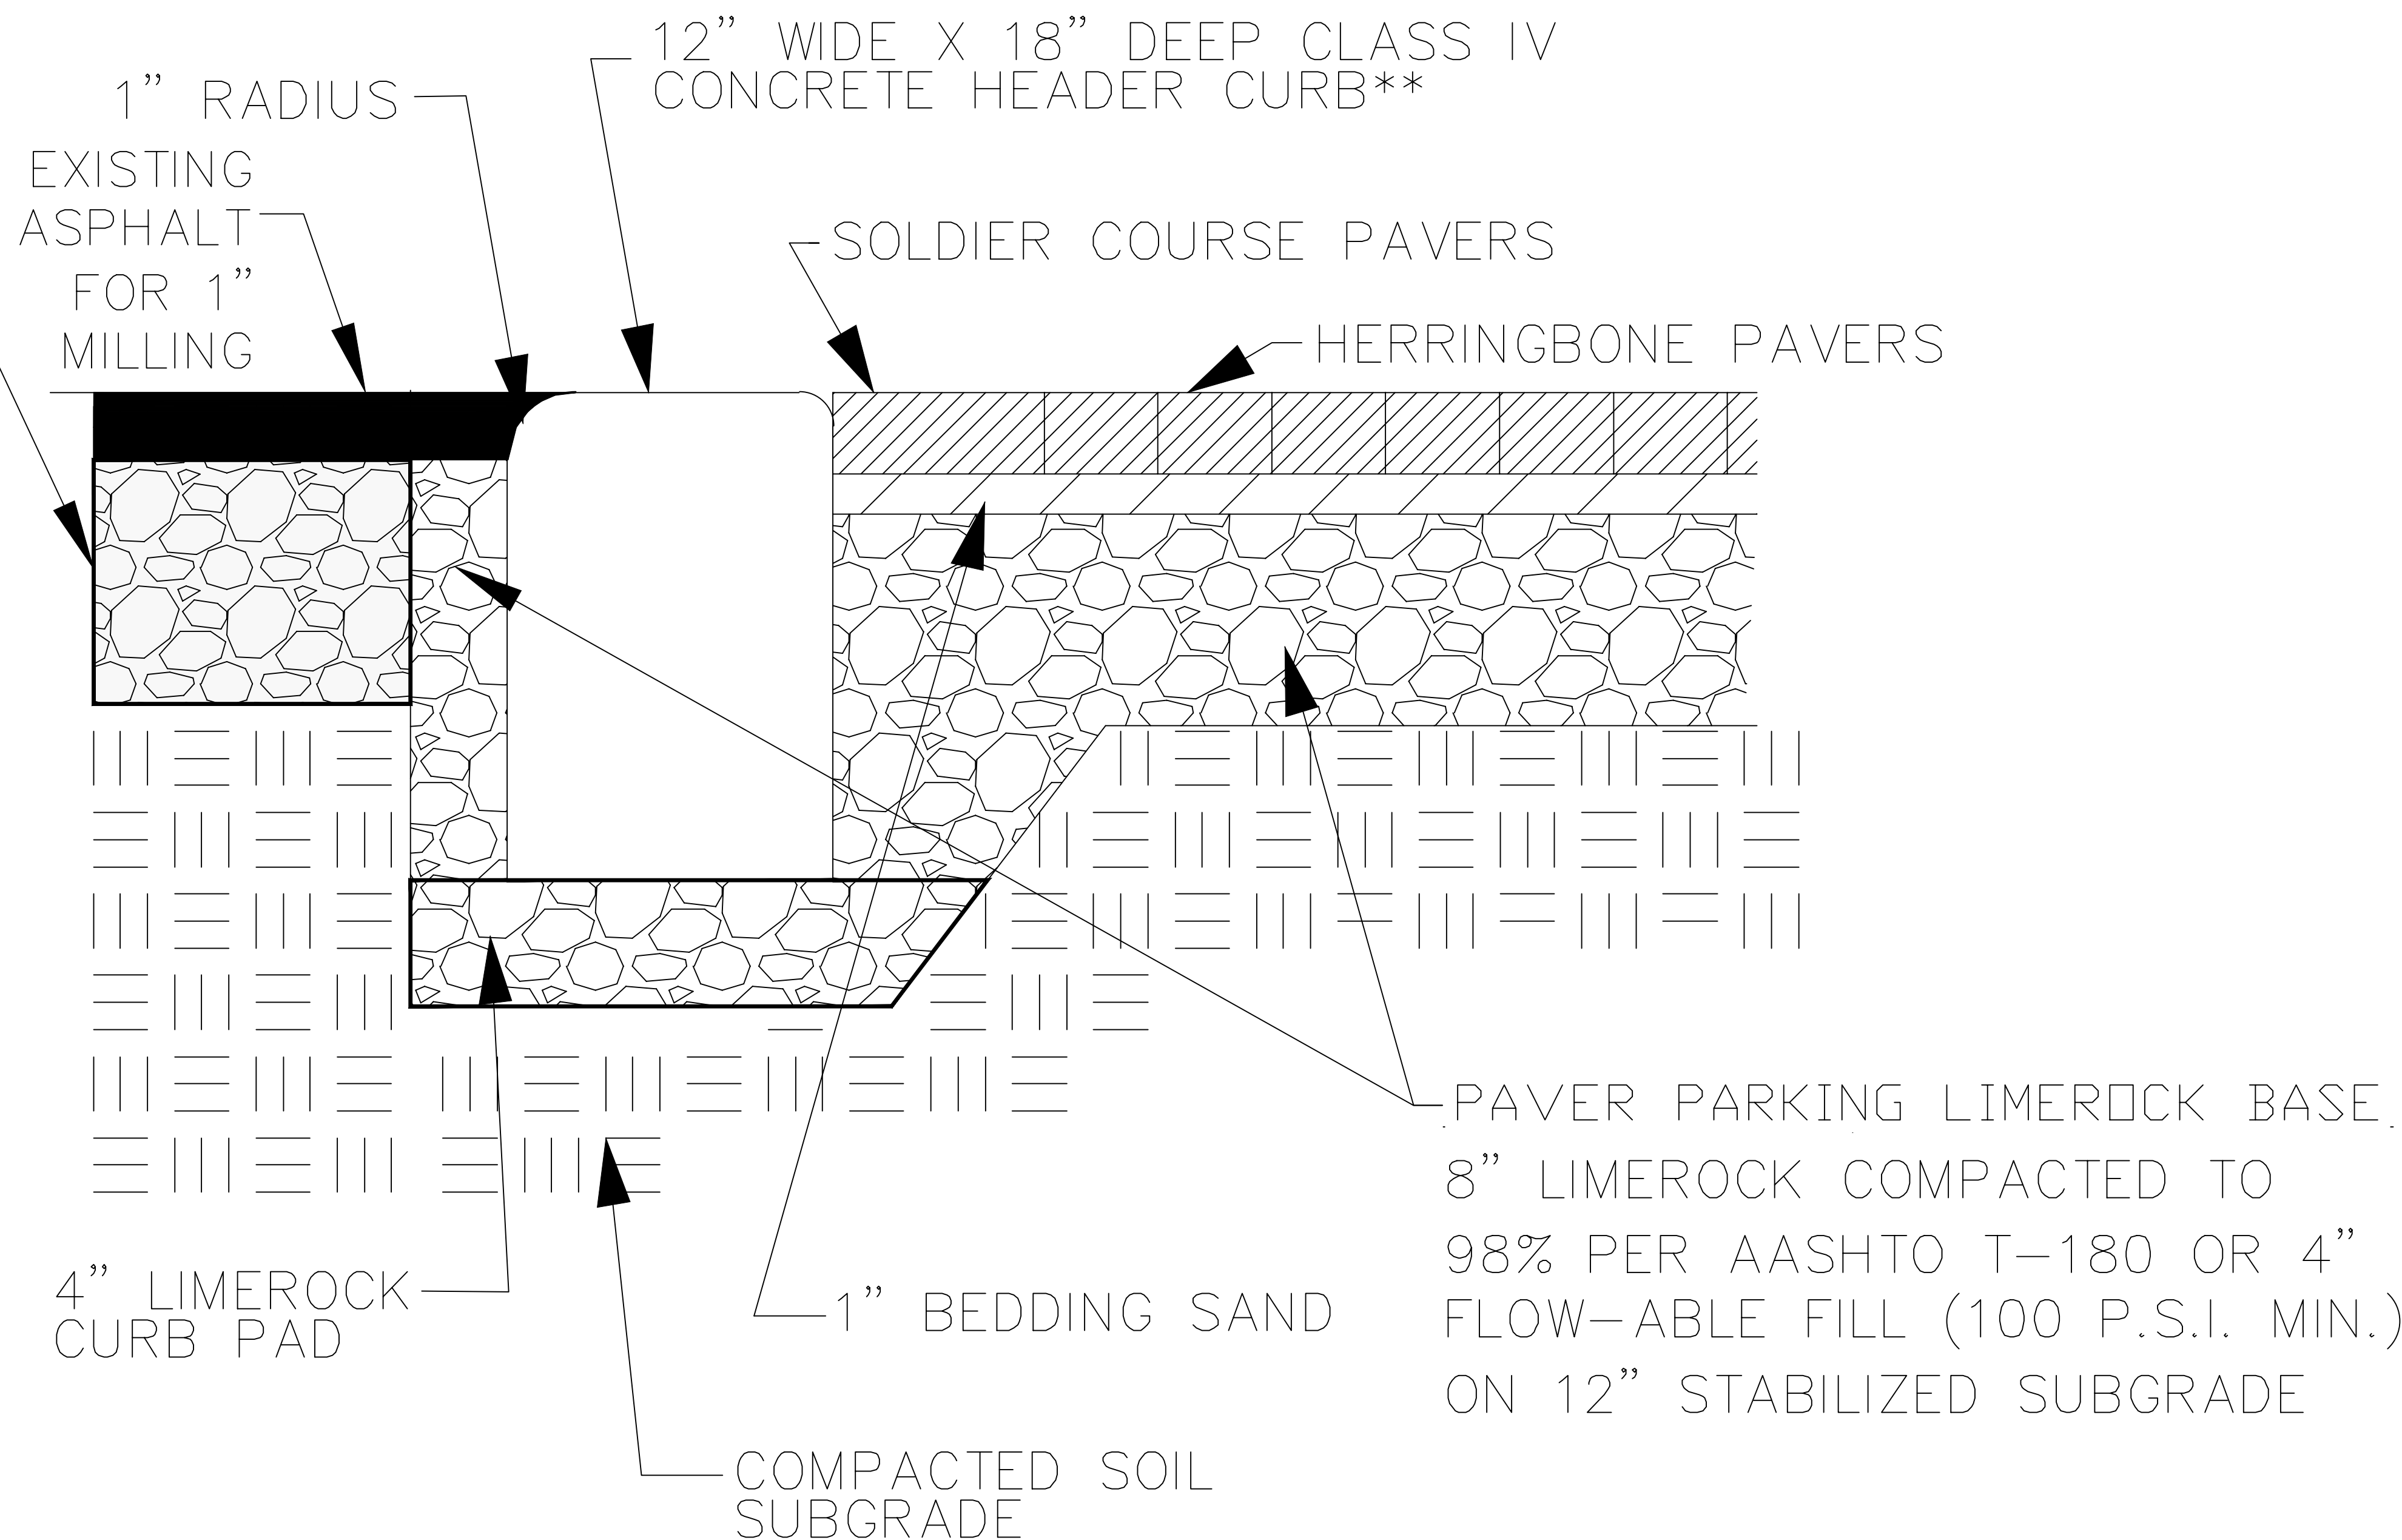 12” WIDE X 18” DEEP CLASS IV
CONCRETE HEADER CURB**
1” RADIUS
EXISTING
ASPHALT
FOR 1”
MILLING
SOLDIER COURSE PAVERS
HERRINGBONE PAVERS
PAVER PARKING LIMEROCK BASE
8” LIMEROCK COMPACTED TO
98% PER AASHTO T-180 OR 4”
FLOW-ABLE FILL (100 P.S.I. MIN.)
ON 12” STABILIZED SUBGRADE
4” LIMEROCK
CURB PAD
1” BEDDING SAND
COMPACTED SOIL
SUBGRADE